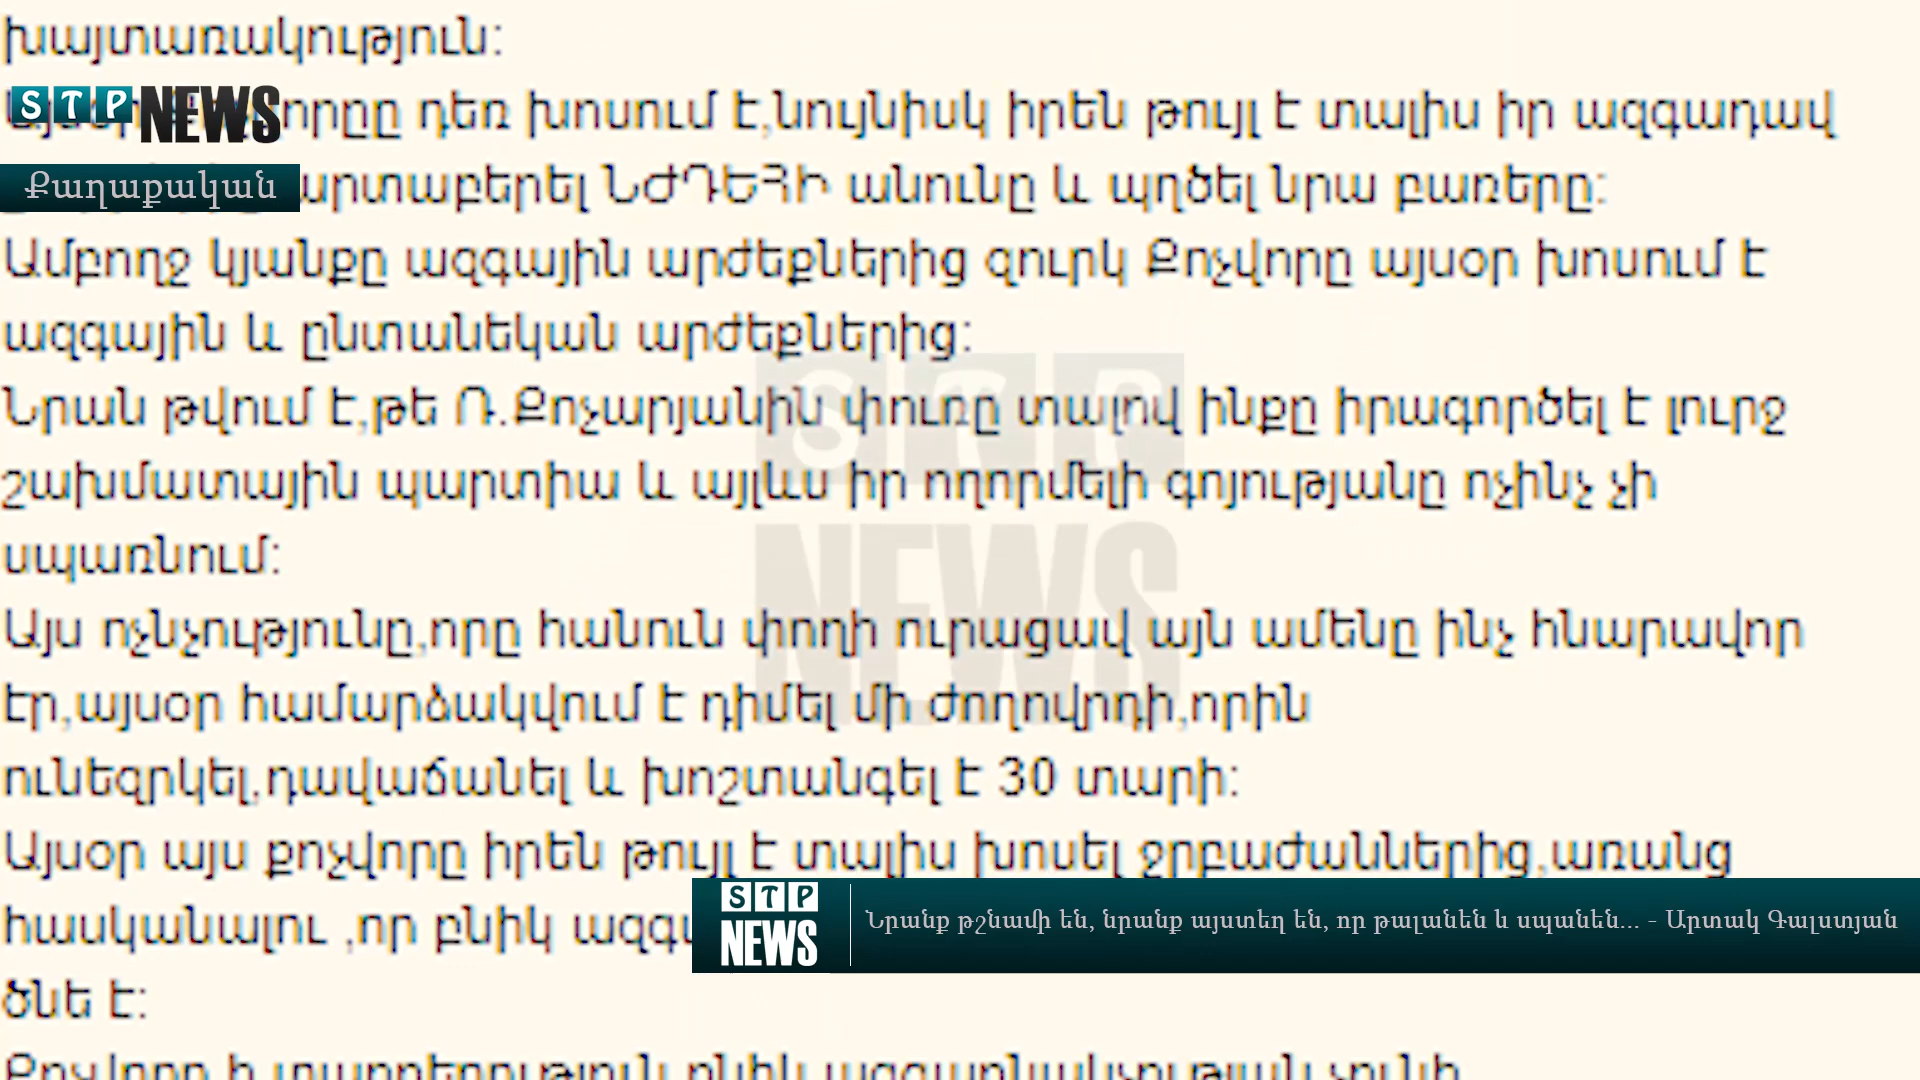 խայտառակություն:
STP NEWS
որըը դեռ խոսում է,նույնիսկ իրեն թույլ է տալիս իր ազգադավ
Քաղաքական
արտաբերել ՆԺԴԵՀԻ անունը և պղծել նրա բառերը:
Ամբողջ կյանքը ազգային արժեքներից զուրկ Քոչվորը այսօր խոսում է
ազգային և ընտանեկան արժեքներից:
Նրան թվում է,թե Ռ.Քոչարյանին փուռը տալով ինքը իրագործել է լուրջ
շախմատային պարտիա և այլևս իր ողորմելի գոյությանը ոչինչ չի
սպառնում:
Այս ոչնչությունը,որը հանուն փողի ուրացավ այն ամենը ինչ հնարավոր
էր,այսօր համարձակվում է դիմել մի ժողովրդի,որին
ունեզրկել,դավաճանել և խոշտանգել է 30 տարի:
Այսօր այս քոչվորը իրեն թույլ է տալիս խոսել ջրբաժաններից,առանց
հասկանալու ,որ բնիկ
STP NEWS
Նրանք թշնամի են, նրանք այստեղ են, որ թալանեն և սպանեն... - Արտակ Գալստյան
ծնե է:
STP
NEWS